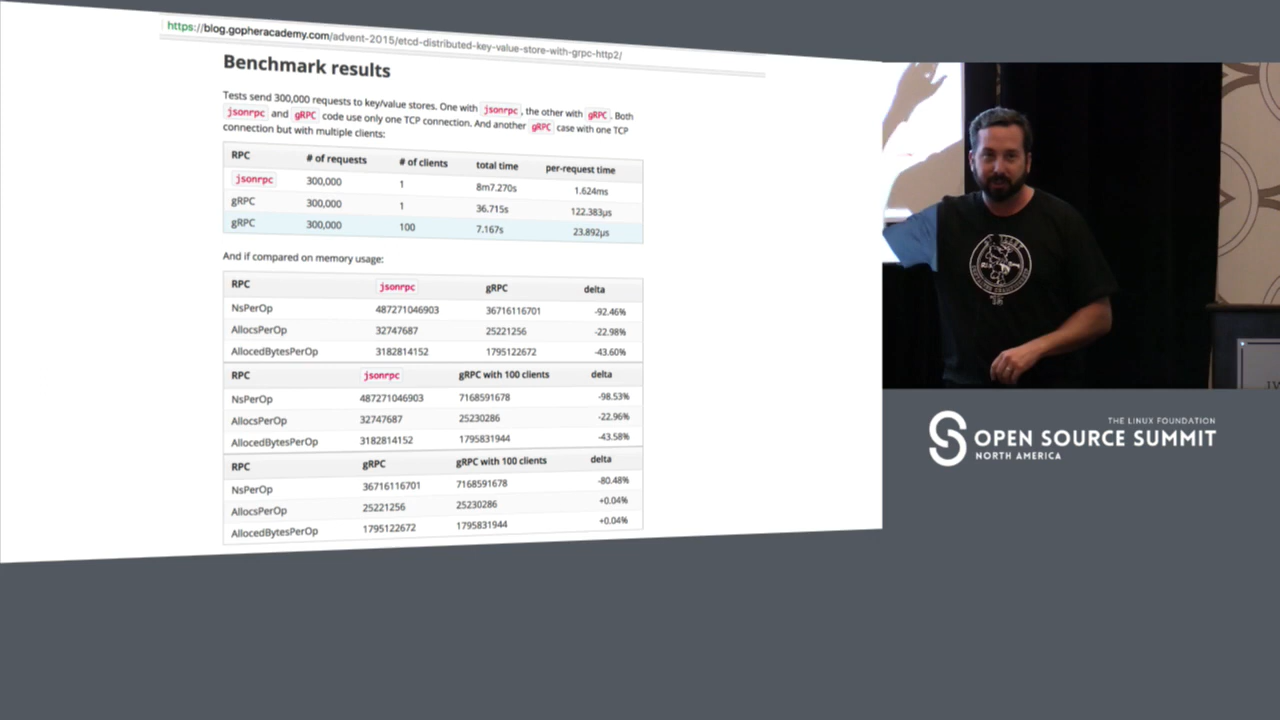 https://blog.gopheracademy.com/advent-2015/etcd-distributed-key-value-store-with-grpc-http2/
Benchmark results
Tests send 300,000 requests to key/value stores. One with jsonrpc, the other with gRPC. Both
jsonrpc and gRPC code use only one TCP connection. And another gRPC case with one TCP
connection but with multiple clients:
RPC # of requests # of clients total time per-request time
jsonrpc 300,000 1 8m7.270s 1.624ms
gRPC 300,000 1 36.715s 122.383µs
gRPC 300,000 100 7.167s 23.892µs
And if compared on memory usage:
RPC jsonrpc gRPC delta
NsPerOp 487271046903 36716116701 -92.46%
AllocsPerOp 32747687 25221256 -22.98%
AllocedBytesPerOp 3182814152 1795122672 -43.60%
RPC jsonrpc gRPC with 100 clients delta
NsPerOp 487271046903 7168591678 -98.53%
AllocsPerOp 32747687 25230286 -22.96%
AllocedBytesPerOp 3182814152 1795831944 -43.58%
RPC gRPC gRPC with 100 clients delta
NsPerOp 36716116701 7168591678 -80.48%
AllocsPerOp 25221256 25230286 +0.04%
AllocedBytesPerOp 1795122672 1795831944 +0.04%
THE LINUX FOUNDATION
OPEN SOURCE SUMMIT
NORTH AMERICA